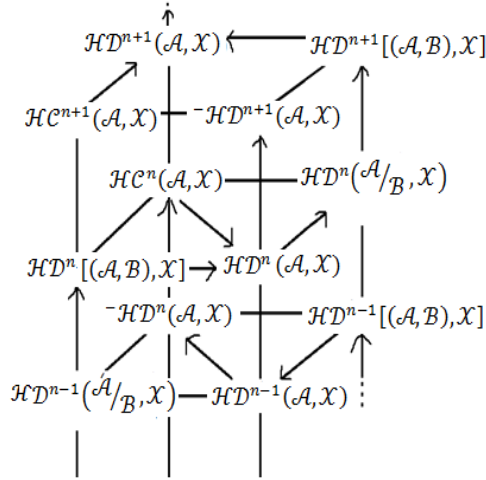 ℋ𝒟ⁿ⁺¹(𝒜,𝒳) ℋ𝒟ⁿ⁺¹[(𝒜,B),𝒳]
ℋ𝒞ⁿ⁺¹(𝒜,𝒳) ⁻ℋ𝒟ⁿ⁺¹(𝒜,𝒳)
ℋ𝒞ⁿ(𝒜,𝒳) ℋ𝒟ⁿ(𝒜/B,𝒳)
ℋ𝒟ⁿ[(𝒜,B),𝒳] ℋ𝒟ⁿ(𝒜,𝒳)
⁻ℋ𝒟ⁿ(𝒜,𝒳) ℋ𝒟ⁿ⁻¹[(𝒜,B),𝒳]
ℋ𝒟ⁿ⁻¹(𝒜/B,𝒳) ℋ𝒟ⁿ⁻¹(𝒜,𝒳)